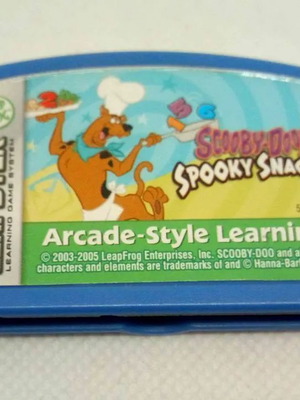 SCOOBY-DOO
SPOOKY SNAC
Arcade-Style Learnin
© 2003-2005 LeapFrog Enterprises, Inc. SCOOBY-DOO and a
characters and elements are trademarks of and © Hanna-Bar
LEARNING GAME SYSTEM